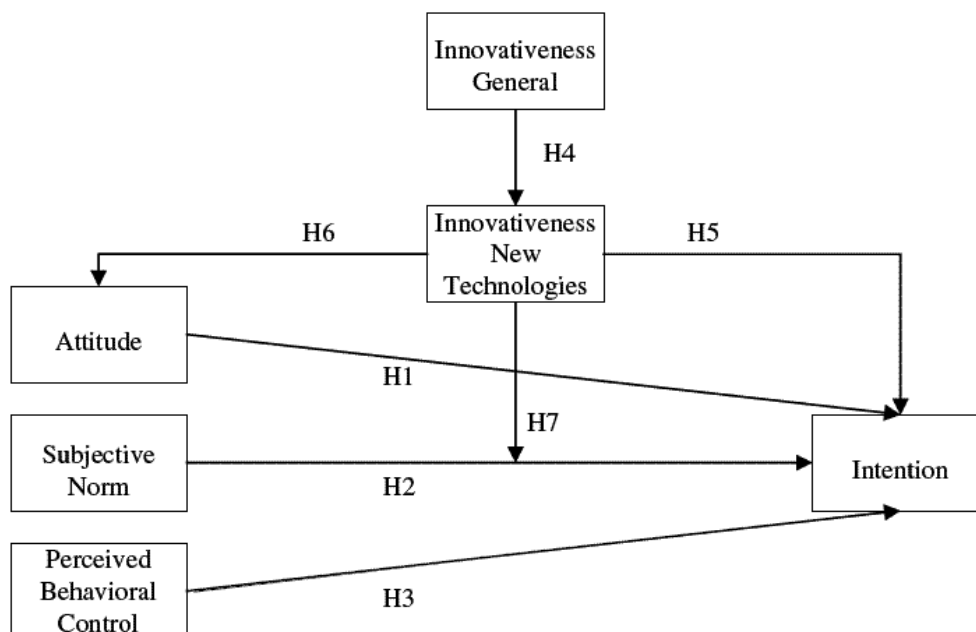 Innovativeness
General
H4
H6
Innovativeness
New
Technologies
H5
Attitude
H1
H7
Subjective
Norm
H2
Intention
Perceived
Behavioral
Control
H3